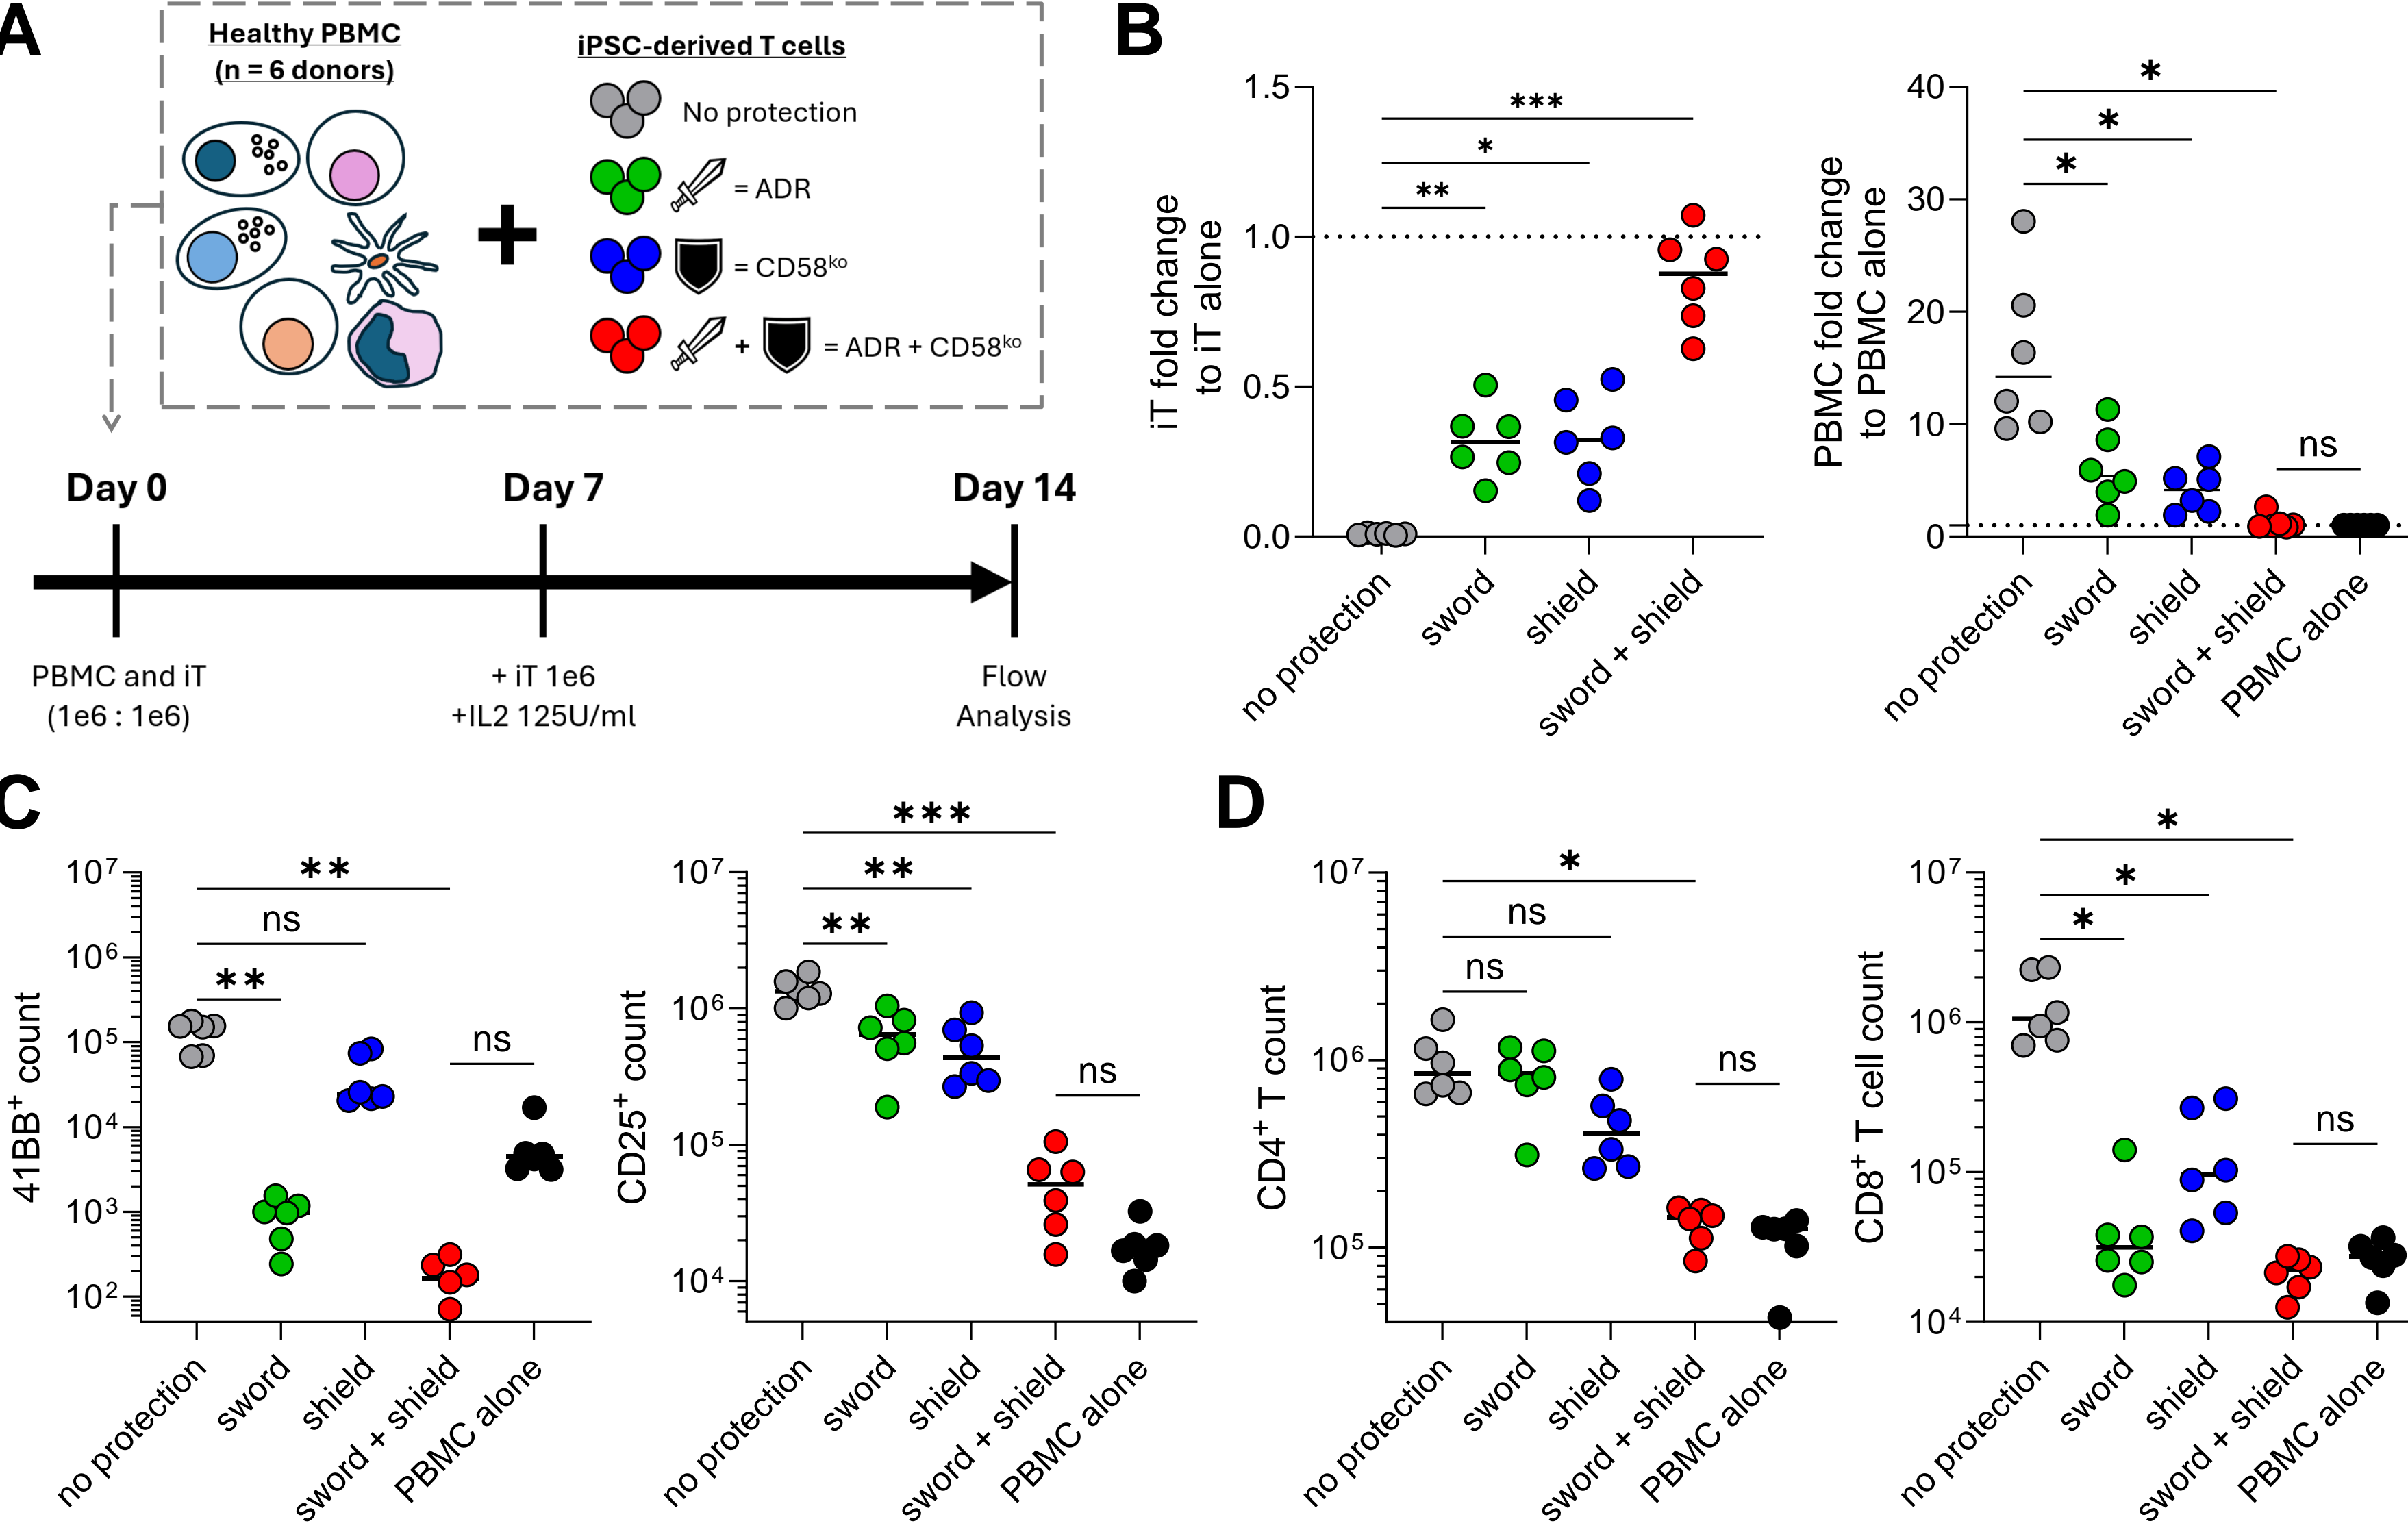 A
Healthy PBMC
(n = 6 donors)
iPSC-derived T cells
No protection
= ADR
= CD58ko
+
+ = ADR + CD58ko
Day 0
Day 7
Day 14
PBMC and iT
(1e6 : 1e6)
+ iT 1e6
+IL2 125U/ml
Flow
Analysis
B
iT fold change
to iT alone
1.5
1.0
0.5
0.0
***
*
**
no protection
sword
shield
sword + shield
PBMC fold change
to PBMC alone
40
30
20
10
0
*
*
*
ns
no protection
sword
shield
sword + shield
PBMC alone
C
41BB+ count
10⁷
10⁶
10⁵
10⁴
10³
10²
**
ns
**
ns
no protection
sword
shield
sword + shield
PBMC alone
CD25+ count
10⁷
10⁶
10⁵
10⁴
***
**
**
ns
no protection
sword
shield
sword + shield
PBMC alone
D
CD4+ T count
10⁷
10⁶
10⁵
*
ns
ns
ns
no protection
sword
shield
sword + shield
PBMC alone
CD8+ T cell count
10⁷
10⁶
10⁵
10⁴
*
*
*
ns
no protection
sword
shield
sword + shield
PBMC alone